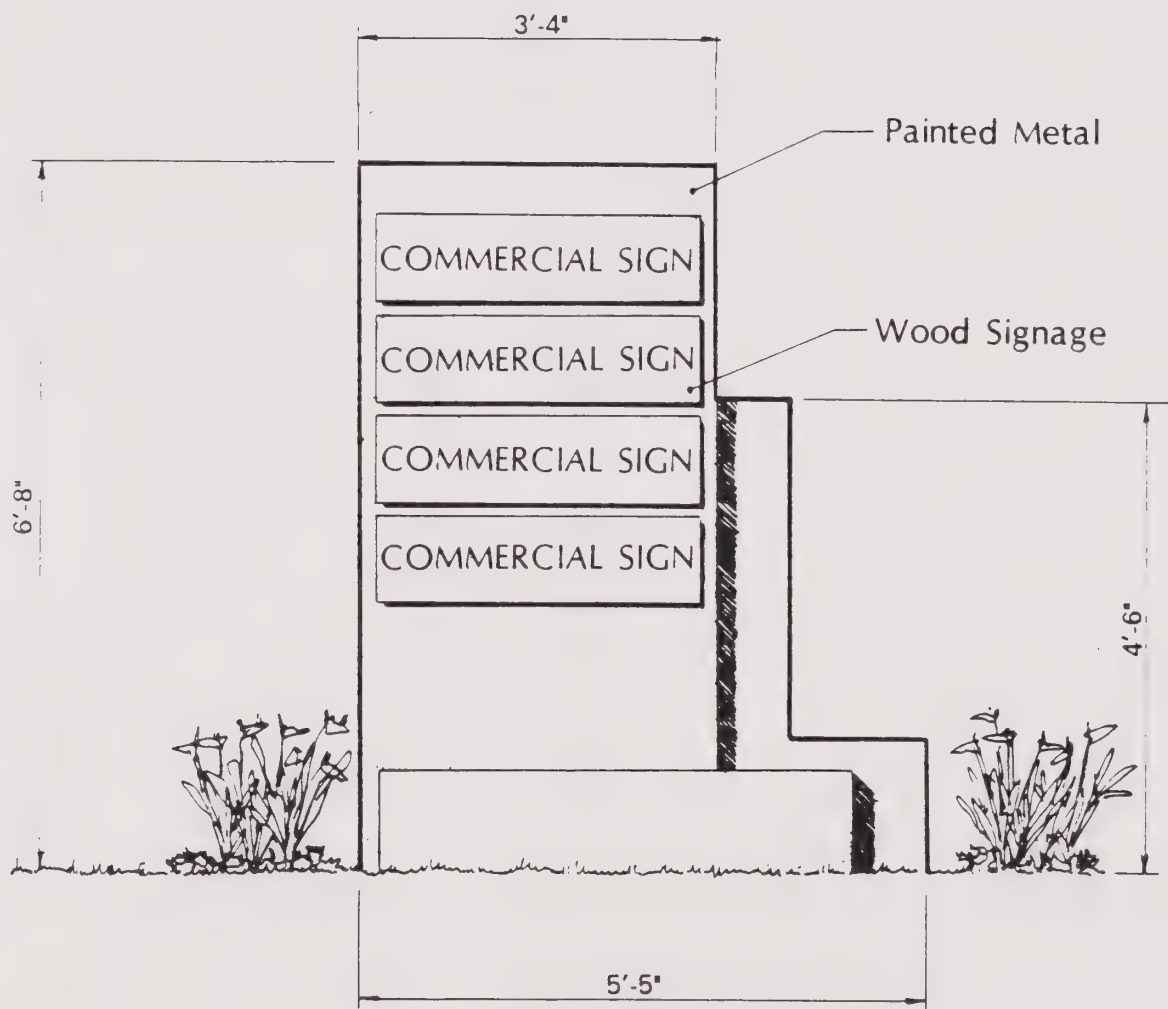 3'-4"
Painted Metal
COMMERCIAL SIGN
Wood Signage
COMMERCIAL SIGN
COMMERCIAL SIGN
6'-8"
COMMERCIAL SIGN
4'-6"
5'-5"